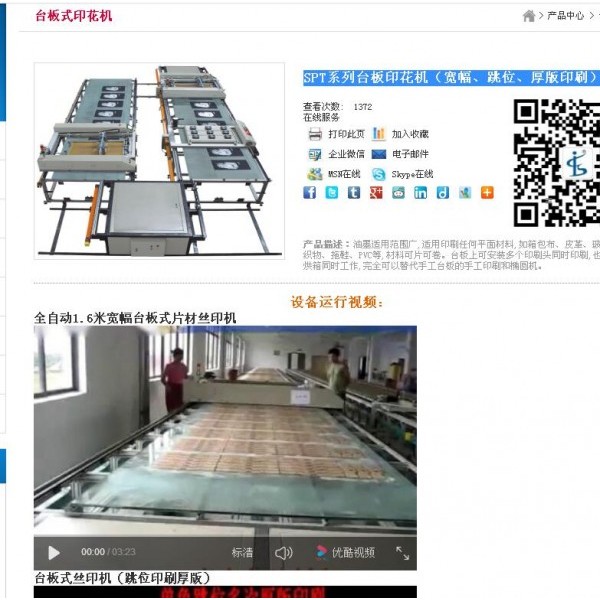 台板式印花机
产品中心
SPT系列台板印花机（宽幅、跳位、厚版印刷）
查看次数: 1372
在线服务
打印此页 加入收藏
企业微信 电子邮件
MSN在线 Skype在线
产品描述：油墨适用范围广,适用印刷任何平面材料,如箱包布、皮革、
织物、拖鞋、PVC等,材料可片可卷。台板上可安装多个印刷头同时印刷,
烘箱同时工作,完全可以替代手工台板的手工印刷和椭圆机。
设备运行视频：
全自动1.6米宽幅台板式片材丝印机
00:00 / 03:23 标清 优酷视频
台板式丝印机（跳位印刷厚版）